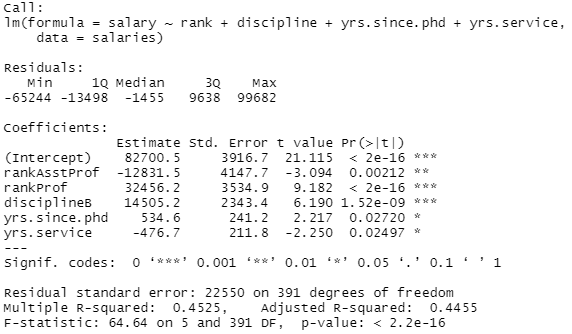 Call:
lm(formula = salary ~ rank + discipline + yrs.since.phd + yrs.service,
    data = salaries)
Residuals:
   Min     1Q Median     3Q    Max
-65244 -13498  -1455   9638  99682
Coefficients:
              Estimate Std. Error t value Pr(>|t|)
(Intercept)    82700.5     3916.7  21.115  < 2e-16 ***
rankAsstProf  -12831.5     4147.7  -3.094  0.00212 **
rankProf       32456.2     3534.9   9.182  < 2e-16 ***
disciplineB    14505.2     2343.4   6.190 1.52e-09 ***
yrs.since.phd    534.6      241.2   2.217  0.02720 *
yrs.service     -476.7      211.8  -2.250  0.02497 *
---
Signif. codes:  0 ‘***’ 0.001 ‘**’ 0.01 ‘*’ 0.05 ‘.’ 0.1 ‘ ’ 1
Residual standard error: 22550 on 391 degrees of freedom
Multiple R-squared:  0.4525,    Adjusted R-squared:  0.4455
F-statistic: 64.64 on 5 and 391 DF,  p-value: < 2.2e-16